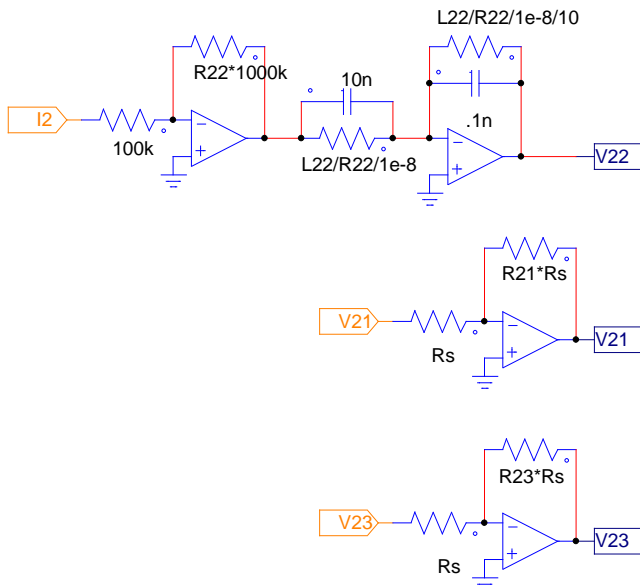 L22/R22/1e-8/10
R22*1000k
10n
I2
.1n
100k
L22/R22/1e-8
V22
R21*Rs
V21
V21
Rs
R23*Rs
V23
V23
Rs